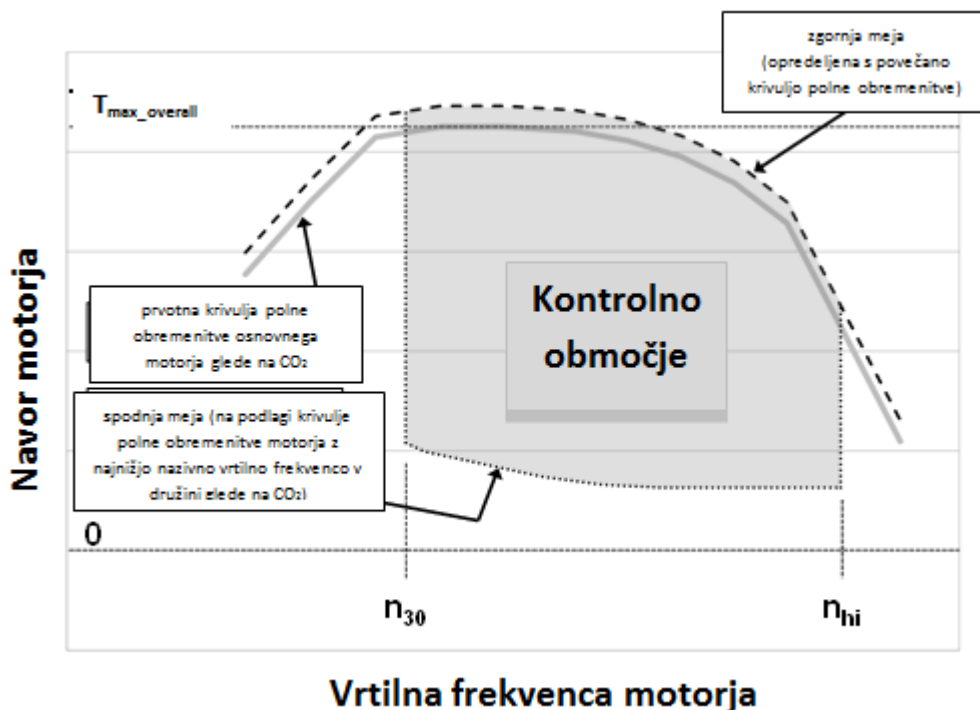 zgornja meja
(opredeljena s povečano
krivuljo polne obremenitve)
T_max_overall
Navor motorja
Kontrolno
območje
prvotna krivulja polne
obremenitve osnovnega
motorja glede na CO₂
spodnja meja (na podlagi krivulje
polne obremenitve motorja z
najnižjo nazivno vrtilno frekvenco v
družini glede na CO₂)
0
n₃₀
n_hi
Vrtilna frekvenca motorja